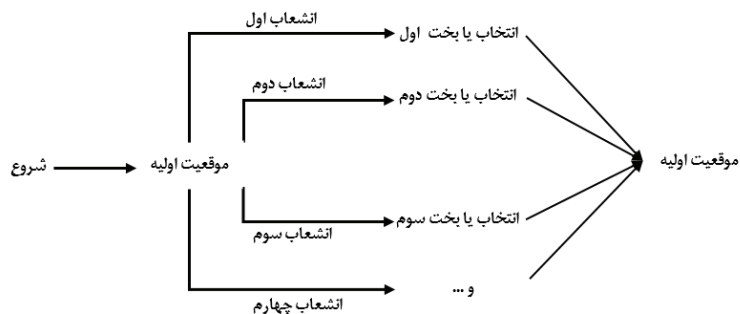 انشعاب اول
انتخاب یا بخت اول
انشعاب دوم
انتخاب یا بخت دوم
شروع
موقعیت اولیه
موقعیت اولیه
انتخاب یا بخت سوم
انشعاب سوم
و ...
انشعاب چهارم